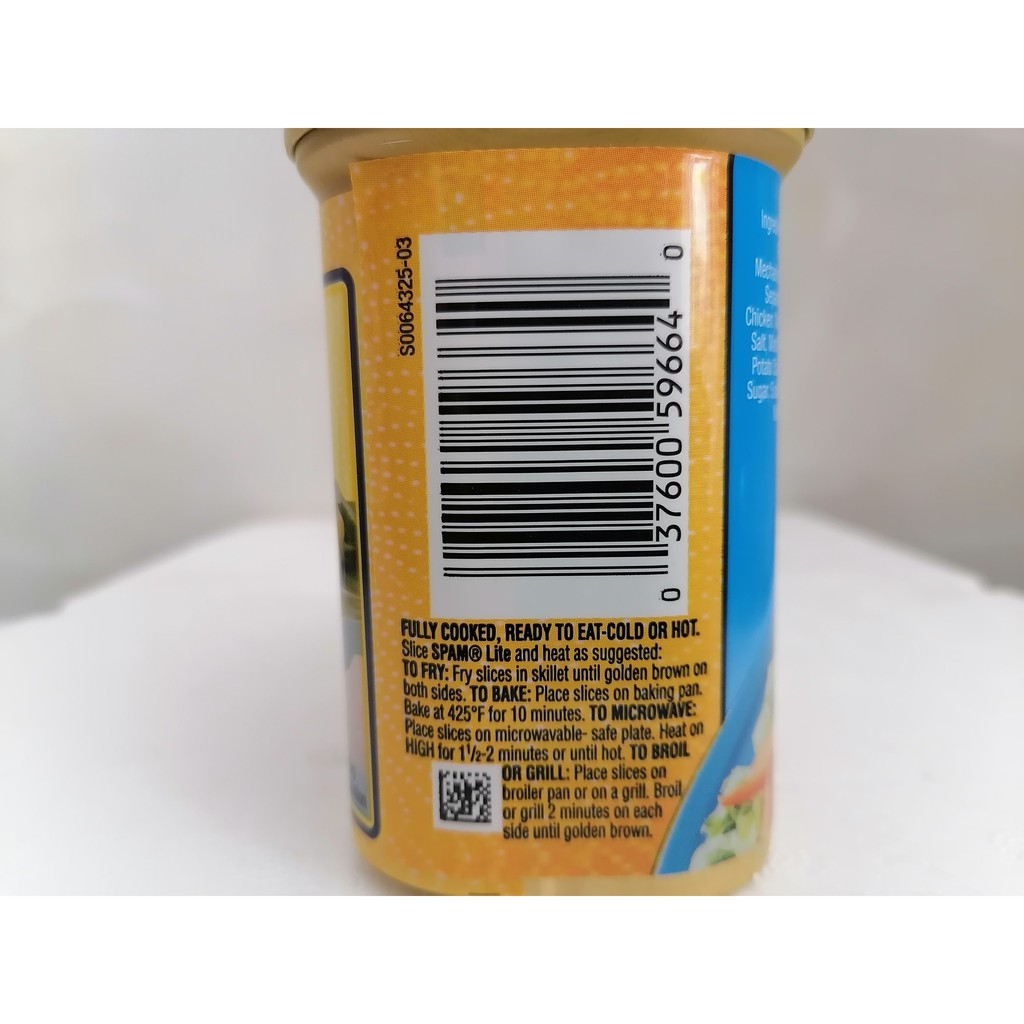 S0064325-03
0 37600 59664 0
FULLY COOKED, READY TO EAT-COLD OR HOT.
Slice SPAM® Lite and heat as suggested:
TO FRY: Fry slices in skillet until golden brown on
both sides. TO BAKE: Place slices on baking pan.
Bake at 425°F for 10 minutes. TO MICROWAVE:
Place slices on microwavable- safe plate. Heat on
HIGH for 1½-2 minutes or until hot. TO BROIL
OR GRILL: Place slices on
broiler pan or on a grill. Broil
or grill 2 minutes on each
side until golden brown.
Chicken,
Salt,
Potato
Sugar,